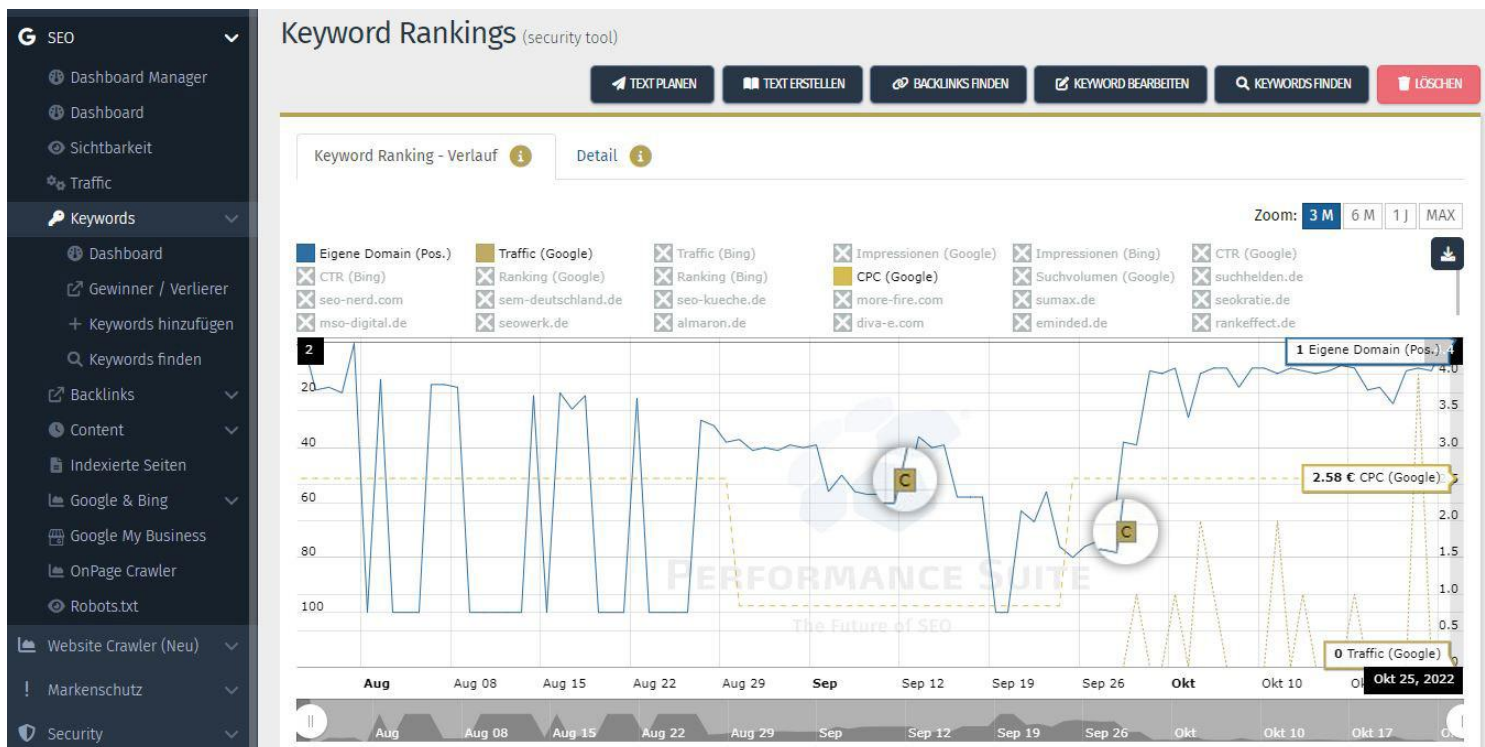 SEO
Dashboard Manager
Dashboard
Sichtbarkeit
Traffic
Keywords
Dashboard
Gewinner / Verlierer
Keywords hinzufügen
Keywords finden
Backlinks
Content
Indexierte Seiten
Google & Bing
Google My Business
OnPage Crawler
Robots.txt
Website Crawler (Neu)
Markenschutz
Security
Keyword Rankings (security tool)
TEXT PLANEN TEXT ERSTELLEN BACKLINKS FINDEN KEYWORD BEARBEITEN KEYWORDS FINDEN LÖSCHEN
Keyword Ranking - Verlauf Detail
Zoom: 3 M 6 M 1 J MAX
Eigene Domain (Pos.) Traffic (Google) Traffic (Bing) Impressionen (Google) Impressionen (Bing) CTR (Google)
CTR (Bing) Ranking (Google) Ranking (Bing) CPC (Google) Suchvolumen (Google) suchhelden.de
seo-nerd.com sem-deutschland.de seo-kueche.de more-fire.com sumax.de seokratie.de
mso-digital.de seowerk.de almaron.de diva-e.com eminded.de rankeffect.de
2 1 Eigene Domain (Pos.)
4.0
20
3.5
40 3.0
C
2.58 € CPC (Google)
60
2.0
C
80 1.5
PERFORMANCE SUITE
1.0
100
The Future of SEO 0.5
0 Traffic (Google)
Aug Aug 08 Aug 15 Aug 22 Aug 29 Sep Sep 12 Sep 19 Sep 26 Okt Okt 10 Okt 25, 2022
Aug Aug 08 Aug 15 Aug 22 Aug 29 Sep Sep 12 Sep 19 Sep 26 Okt Okt 10 Okt 17